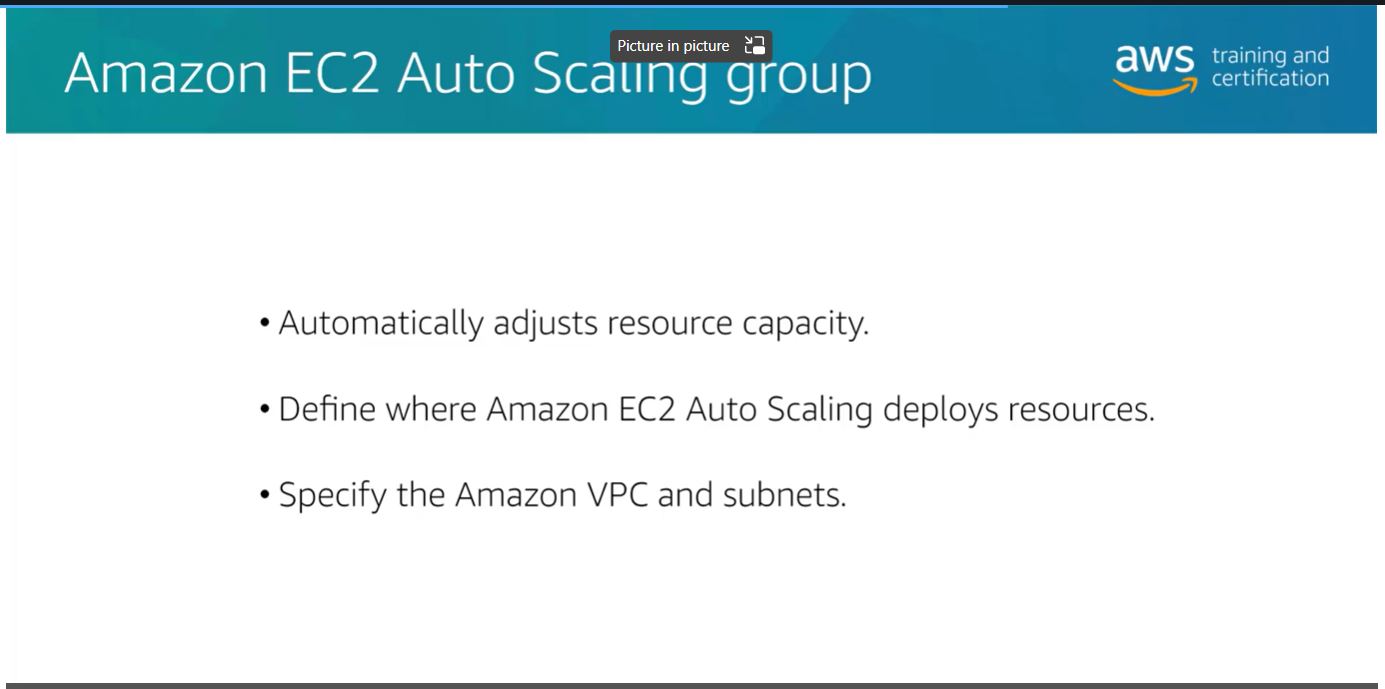 Picture in picture
Amazon EC2 Auto Scaling group
aws training and
certification
• Automatically adjusts resource capacity.
• Define where Amazon EC2 Auto Scaling deploys resources.
• Specify the Amazon VPC and subnets.